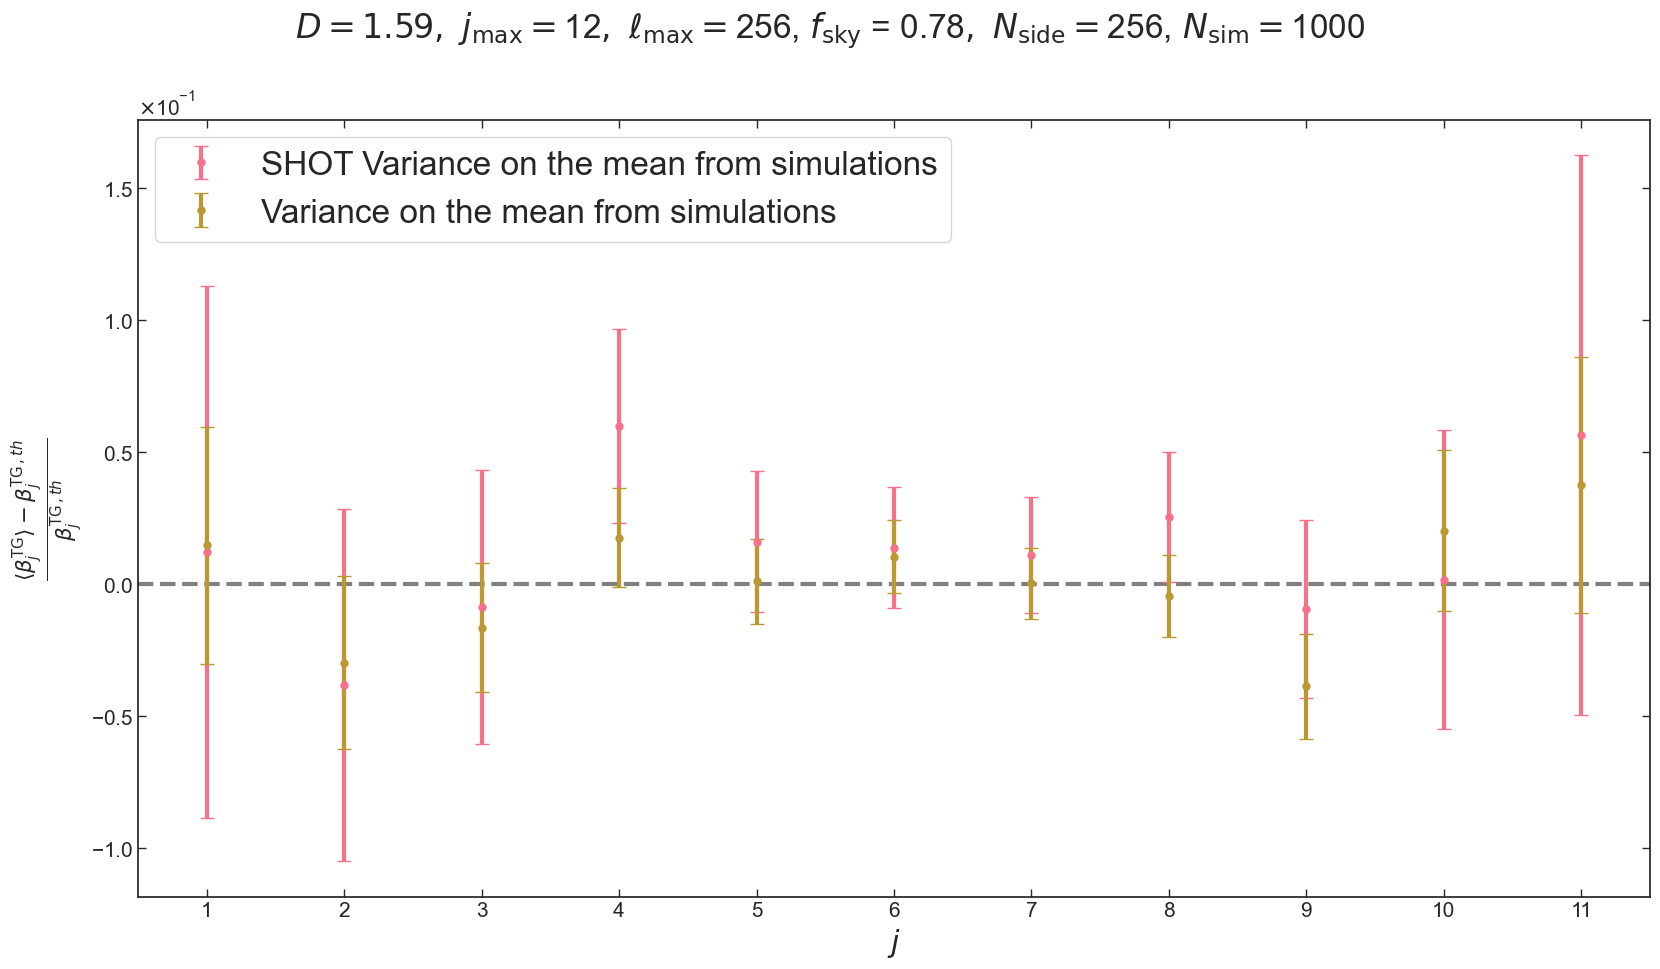 D = 1.59, j_max = 12, ℓ_max = 256, f_sky = 0.78, N_side = 256, N_sim = 1000
×10⁻¹
SHOT Variance on the mean from simulations
Variance on the mean from simulations
1.5
1.0
0.5
0.0
−0.5
−1.0
⟨β_j^TG⟩ − β_j^TG, th
β_j^TG, th
1 2 3 4 5 6 7 8 9 10 11
j